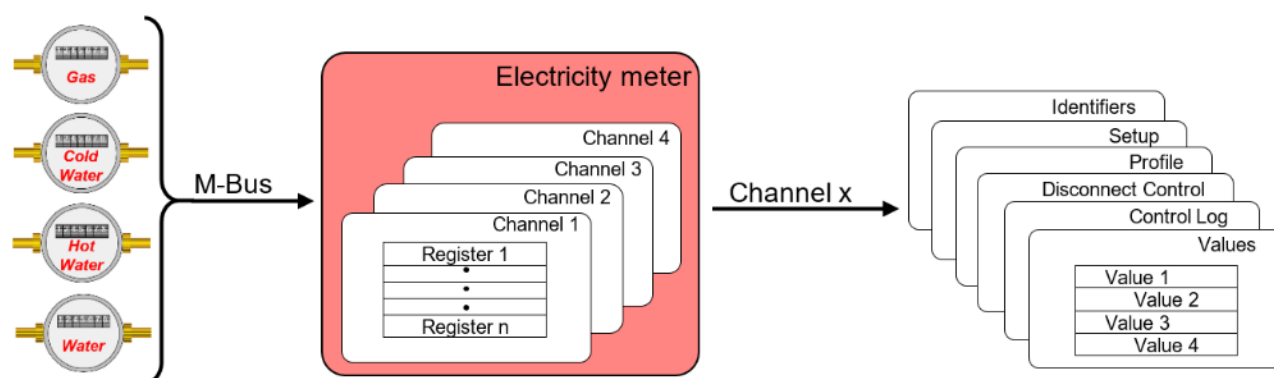 Gas
Cold
Water
Hot
Water
Water
M-Bus
Electricity meter
Channel 4
Channel 3
Channel 2
Channel 1
Register 1
Register n
Channel x
Identifiers
Setup
Profile
Disconnect Control
Control Log
Values
Value 1
Value 2
Value 3
Value 4